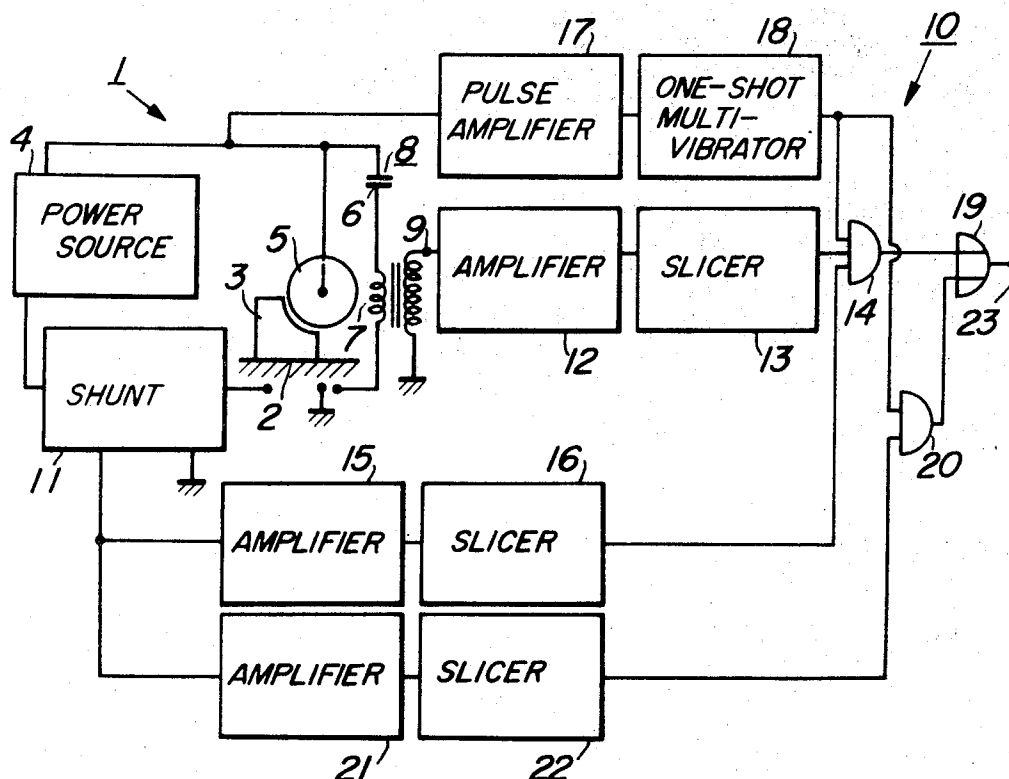 10
17
18
1
PULSE
AMPLIFIER
ONE-SHOT
MULTI-
VIBRATOR
4
8
POWER
SOURCE
6
5
9
19
3
AMPLIFIER
SLICER
7
14
23
SHUNT
2
12
13
11
15
16
20
AMPLIFIER
SLICER
AMPLIFIER
SLICER
21
22